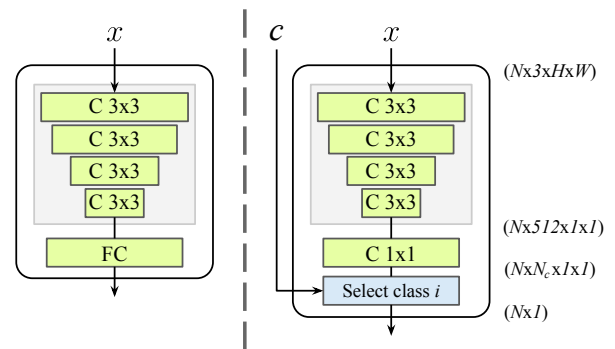 x
C 3x3
C 3x3
C 3x3
C 3x3
FC
c
x
C 3x3
C 3x3
C 3x3
C 3x3
C 1x1
Select class i
(Nx3xHxW)
(Nx512x1x1)
(NxN_cx1x1)
(Nx1)